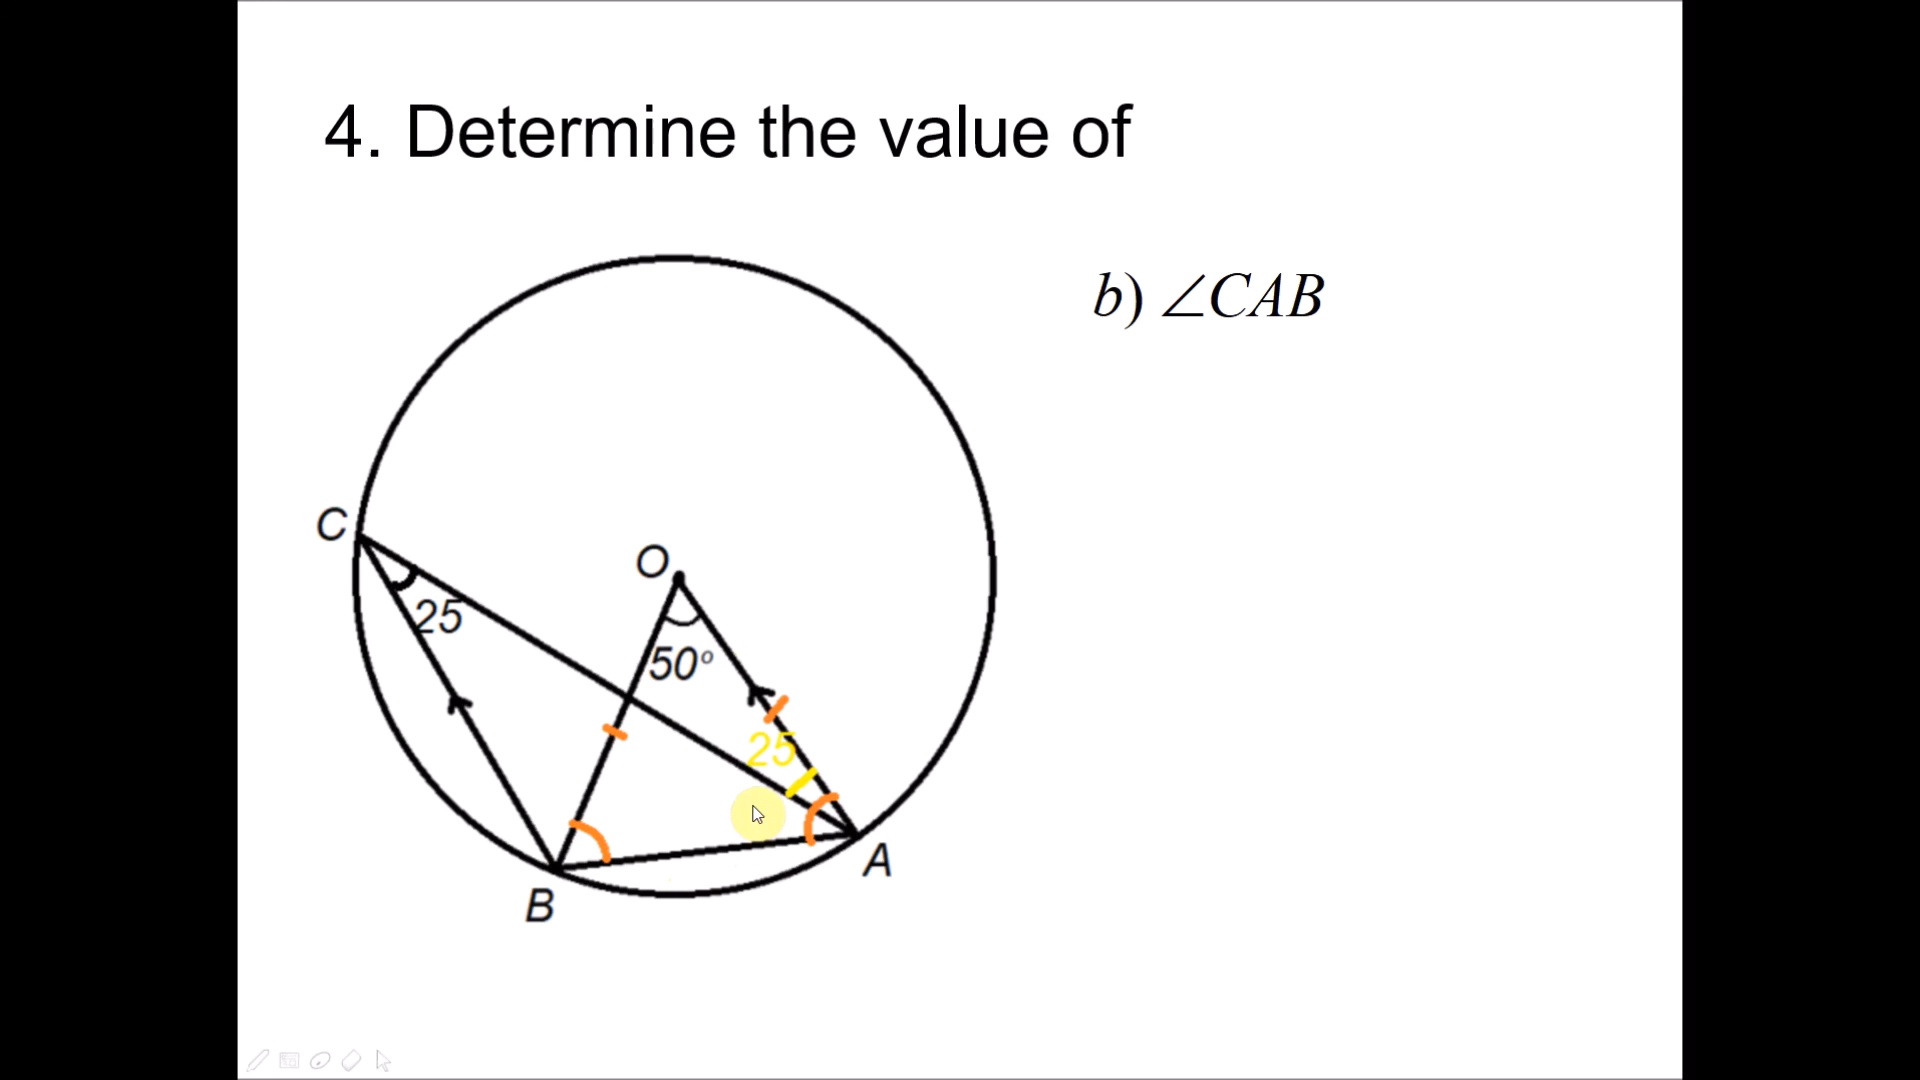 4. Determine the value of
b) ∠CAB
C
O
25
50°
25
A
B